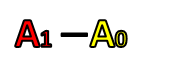 A₁ — A₀